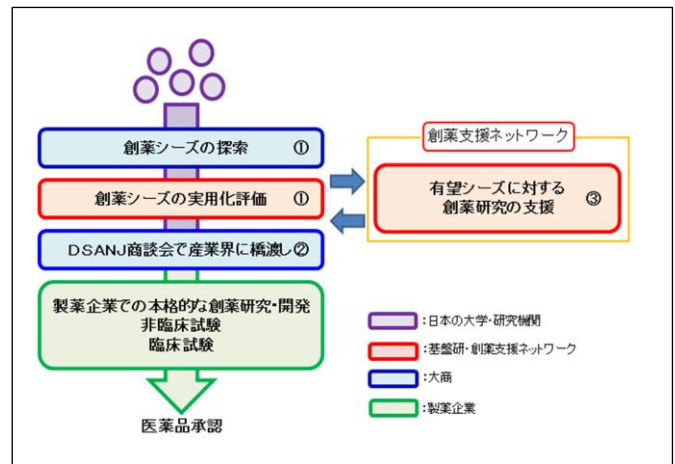 創薬シーズの探索 ①
創薬シーズの実用化評価 ①
DSANJ商談会で産業界に橋渡し②
製薬企業での本格的な創薬研究・開発
非臨床試験
臨床試験
医薬品承認
創薬支援ネットワーク
有望シーズに対する
創薬研究の支援 ③
:日本の大学・研究機関
:基盤研・創薬支援ネットワーク
:大商
:製薬企業